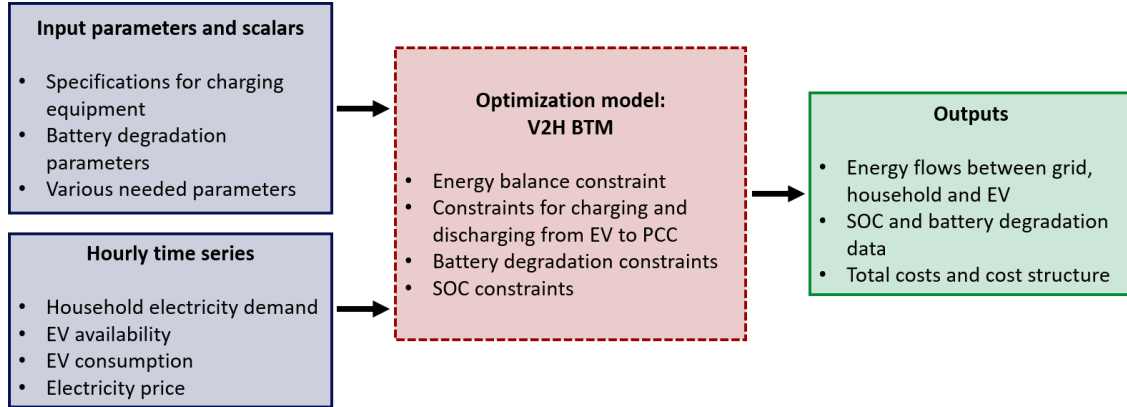 Input parameters and scalars
• Specifications for charging
equipment
• Battery degradation
parameters
• Various needed parameters
Hourly time series
• Household electricity demand
• EV availability
• EV consumption
• Electricity price
Optimization model:
V2H BTM
• Energy balance constraint
• Constraints for charging and
discharging from EV to PCC
• Battery degradation constraints
• SOC constraints
Outputs
• Energy flows between grid,
household and EV
• SOC and battery degradation
data
• Total costs and cost structure